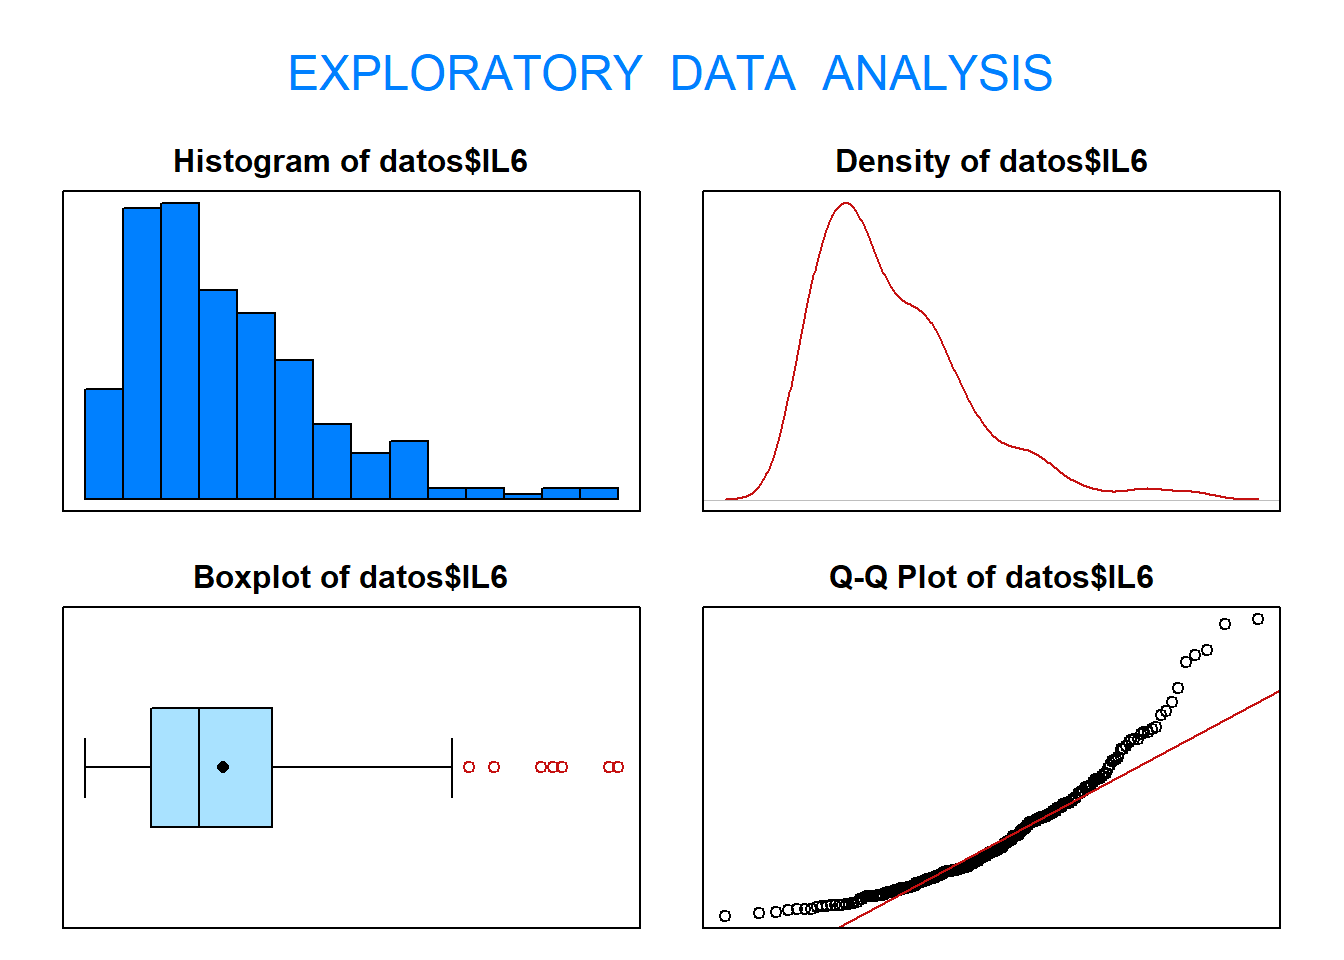 EXPLORATORY DATA ANALYSIS
Histogram of datos$IL6
Density of datos$IL6
Boxplot of datos$IL6
Q-Q Plot of datos$IL6